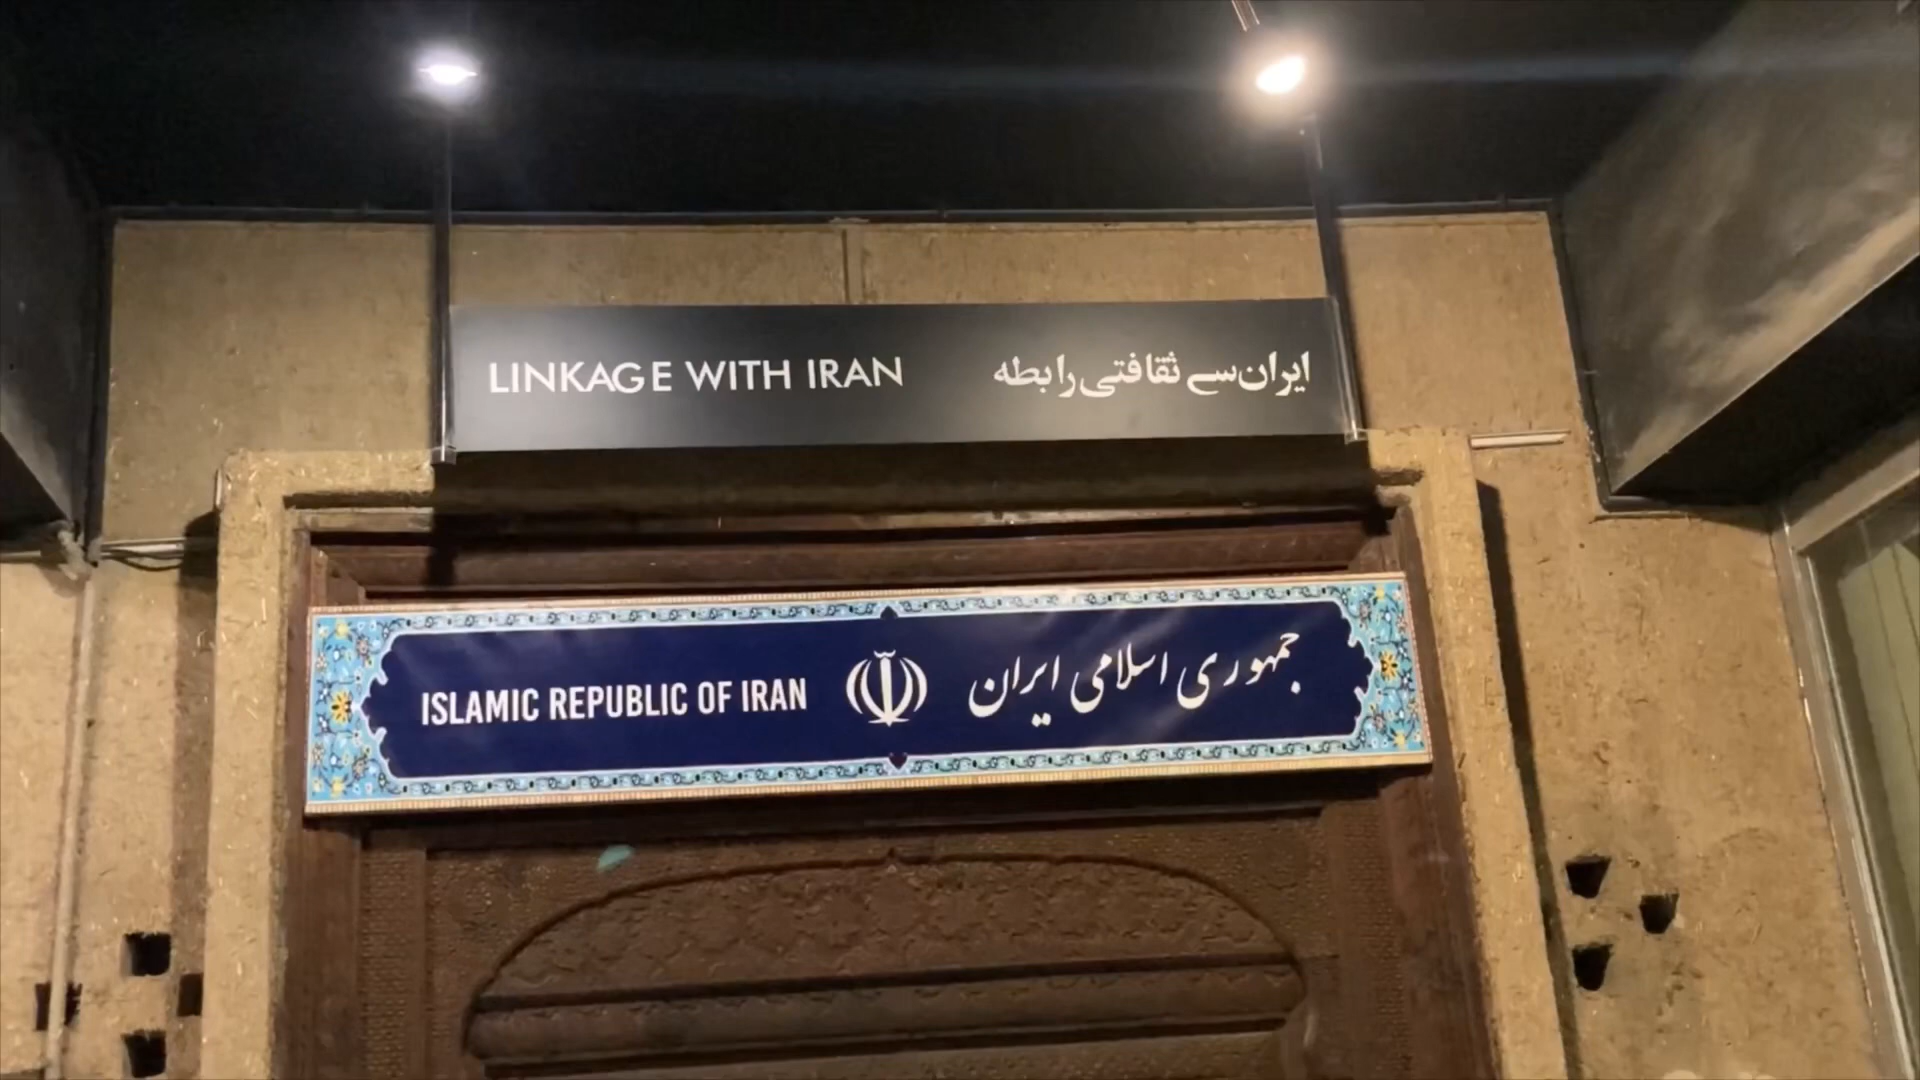 LINKAGE WITH IRAN ایران سے ثقافتی رابطہ
ISLAMIC REPUBLIC OF IRAN جمهوری اسلامی ایران